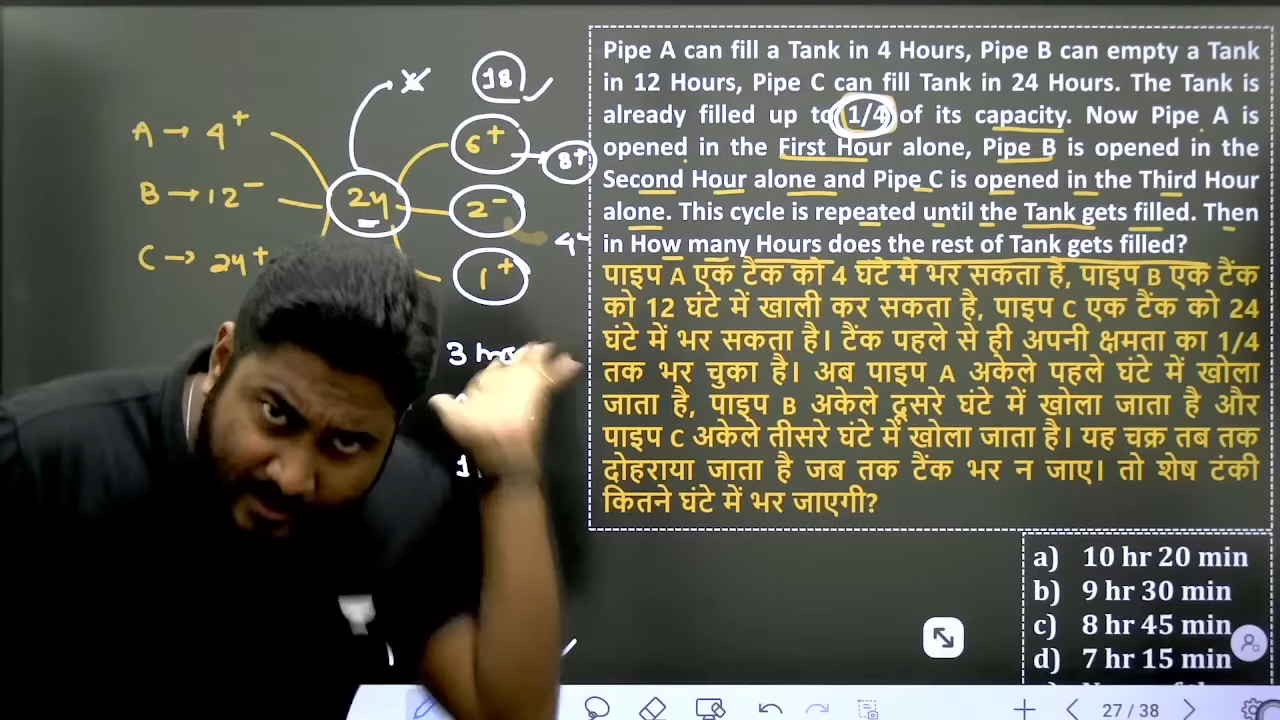 A → 4+
B → 12-
C → 24+
24
18
6+
8+
2-
1+
3 hrs
Pipe A can fill a Tank in 4 Hours, Pipe B can empty a Tank
in 12 Hours, Pipe C can fill Tank in 24 Hours. The Tank is
already filled up to 1/4 of its capacity. Now Pipe A is
opened in the First Hour alone, Pipe B is opened in the
Second Hour alone and Pipe C is opened in the Third Hour
alone. This cycle is repeated until the Tank gets filled. Then
in How many Hours does the rest of Tank gets filled?
पाइप A एक टैंक को 4 घंटे में भर सकता है, पाइप B एक टैंक
को 12 घंटे में खाली कर सकता है, पाइप C एक टैंक को 24
घंटे में भर सकता है। टैंक पहले से ही अपनी क्षमता का 1/4
तक भर चुका है। अब पाइप A अकेले पहले घंटे में खोला
जाता है, पाइप B अकेले दूसरे घंटे में खोला जाता है और
पाइप C अकेले तीसरे घंटे में खोला जाता है। यह चक्र तब तक
दोहराया जाता है जब तक टैंक भर न जाए। तो शेष टंकी
कितने घंटे में भर जाएगी?
a) 10 hr 20 min
b) 9 hr 30 min
c) 8 hr 45 min
d) 7 hr 15 min
27 / 38